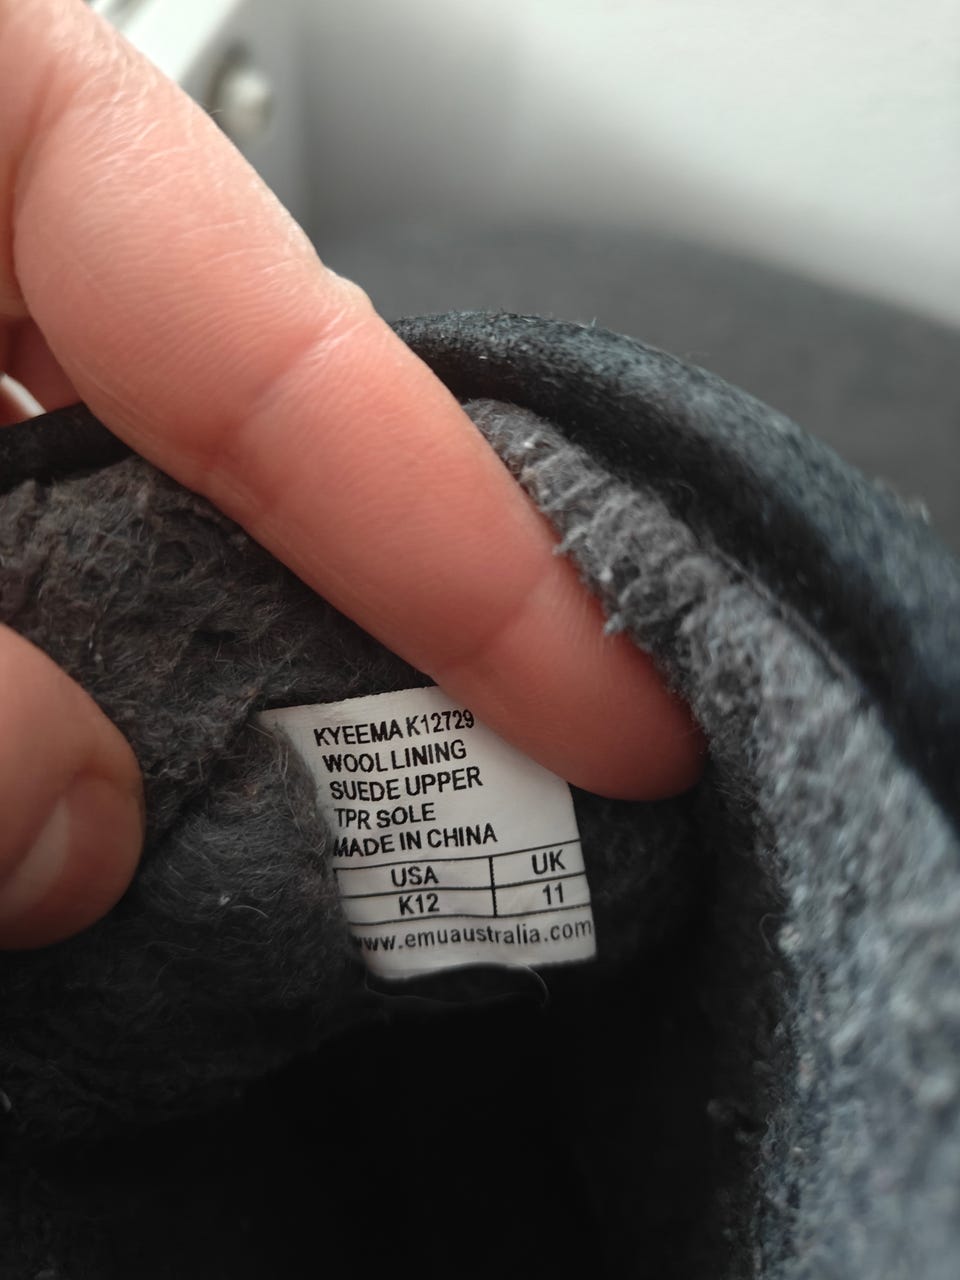 KYEEMA K12729
WOOL LINING
SUEDE UPPER
TPR SOLE
MADE IN CHINA
USA UK
K12 11
www.emuaustralia.com